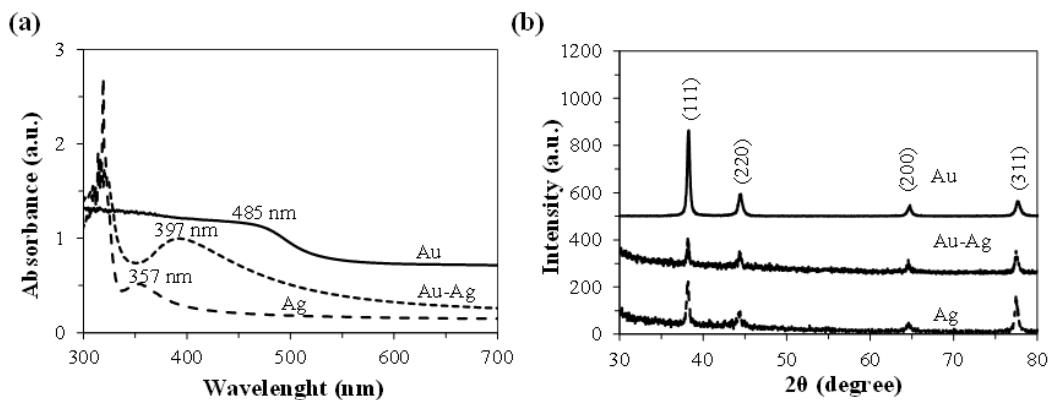 (a)
3
2
1
0
300
400
500
600
700
Absorbance (a.u.)
Wavelenght (nm)
485 nm
397 nm
357 nm
Au
Au-Ag
Ag
(b)
1200
1000
800
600
400
200
0
30
40
50
60
70
80
Intensity (a.u.)
2θ (degree)
(111)
(220)
(200)
(311)
Au
Au-Ag
Ag